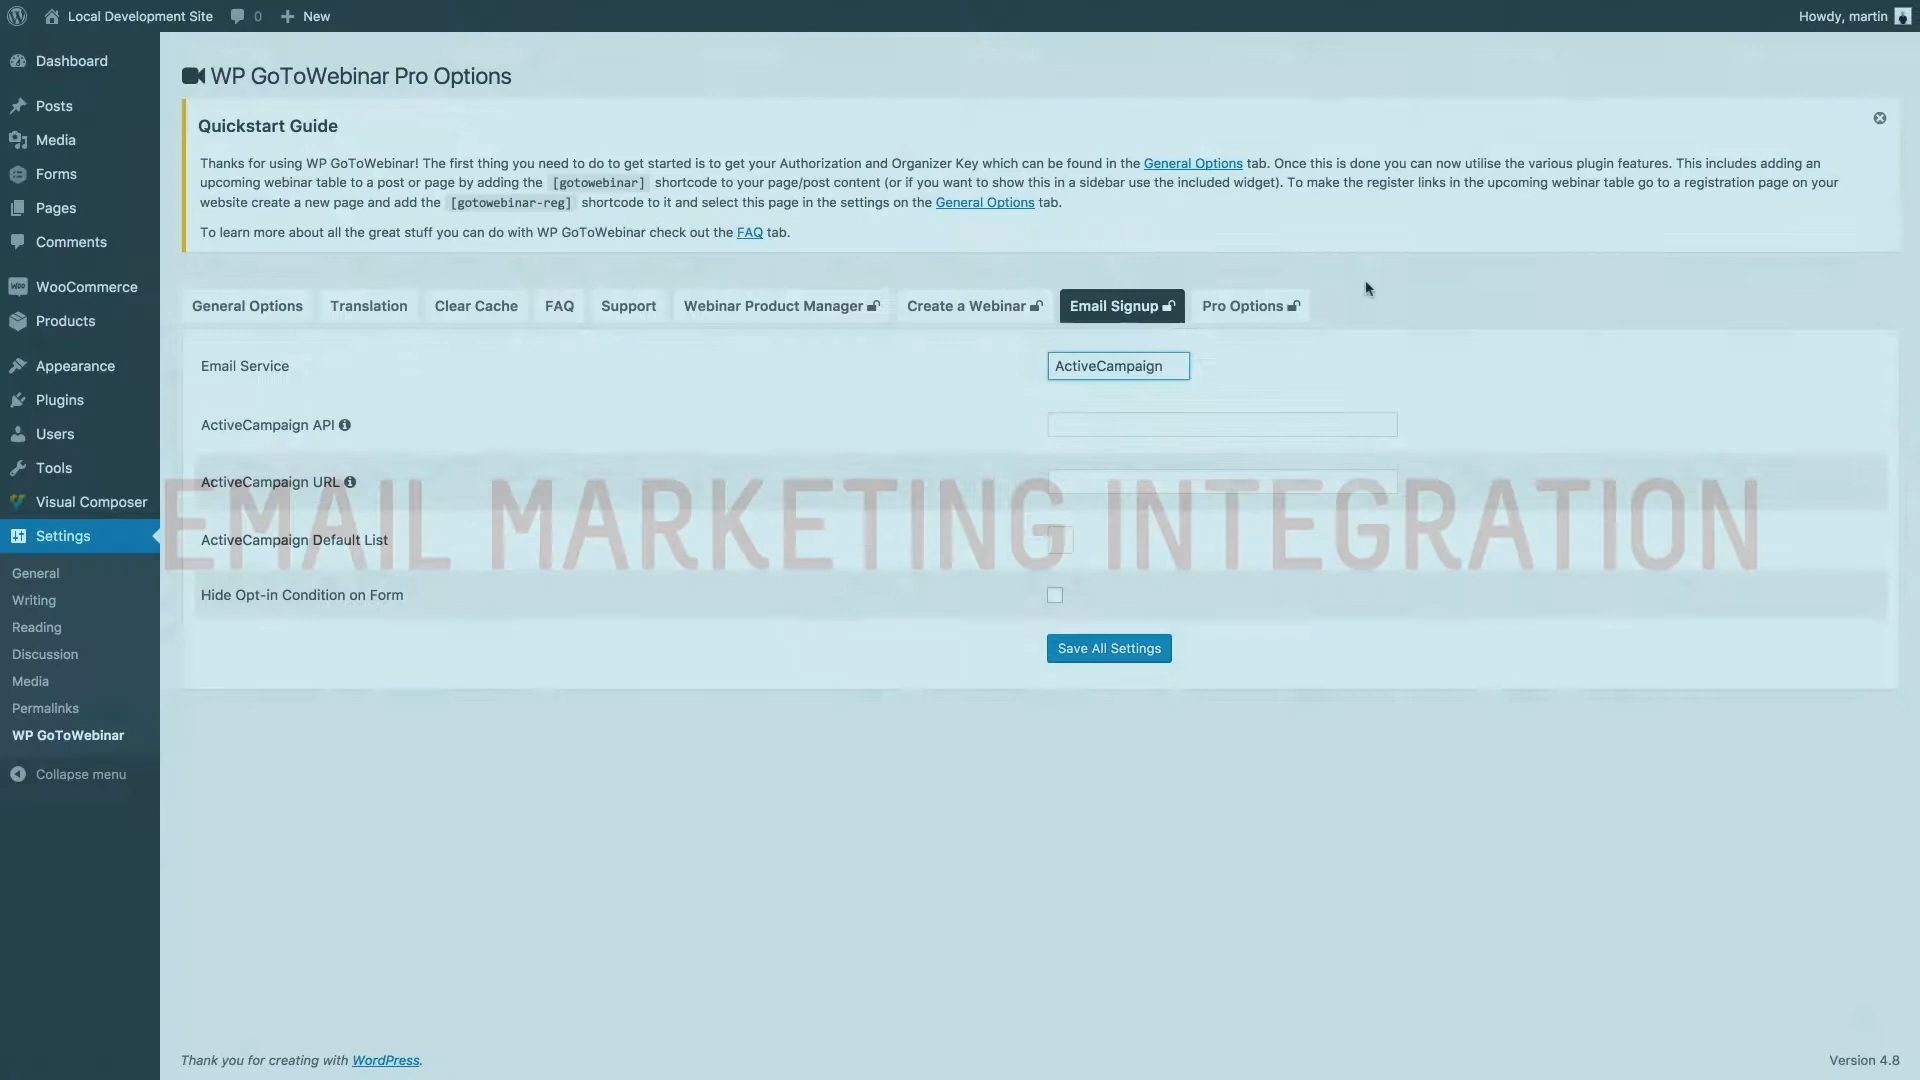 Local Development Site
0
New
Howdy, martin
Dashboard
Posts
Media
Forms
Pages
Comments
WooCommerce
Products
Appearance
Plugins
Users
Tools
Visual Composer
Settings
General
Writing
Reading
Discussion
Media
Permalinks
WP GoToWebinar
Collapse menu
WP GoToWebinar Pro Options
Quickstart Guide
Thanks for using WP GoToWebinar! The first thing you need to do to get started is to get your Authorization and Organizer Key which can be found in the General Options tab. Once this is done you can now utilise the various plugin features. This includes adding an
upcoming webinar table to a post or page by adding the [gotowebinar] shortcode to your page/post content (or if you want to show this in a sidebar use the included widget). To make the register links in the upcoming webinar table go to a registration page on your
website create a new page and add the [gotowebinar-reg] shortcode to it and select this page in the settings on the General Options tab.
To learn more about all the great stuff you can do with WP GoToWebinar check out the FAQ tab.
General Options
Translation
Clear Cache
FAQ
Support
Webinar Product Manager
Create a Webinar
Email Signup
Pro Options
Email Service
ActiveCampaign
ActiveCampaign API
ActiveCampaign URL
EMAIL MARKETING INTEGRATION
ActiveCampaign Default List
Hide Opt-in Condition on Form
Save All Settings
Thank you for creating with WordPress.
Version 4.8